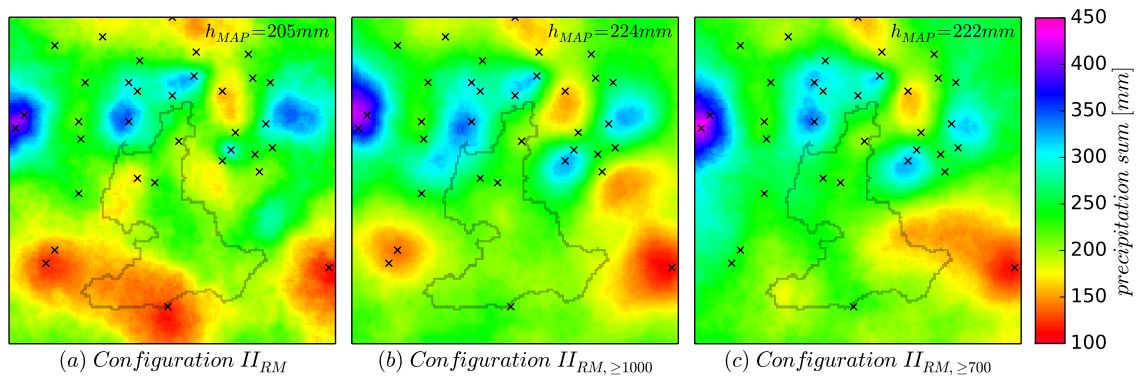 h_MAP=205mm
h_MAP=224mm
h_MAP=222mm
450
400
350
300
250
200
150
100
precipitation sum [mm]
(a) Configuration II_RM
(b) Configuration II_RM, ≥1000
(c) Configuration II_RM, ≥700